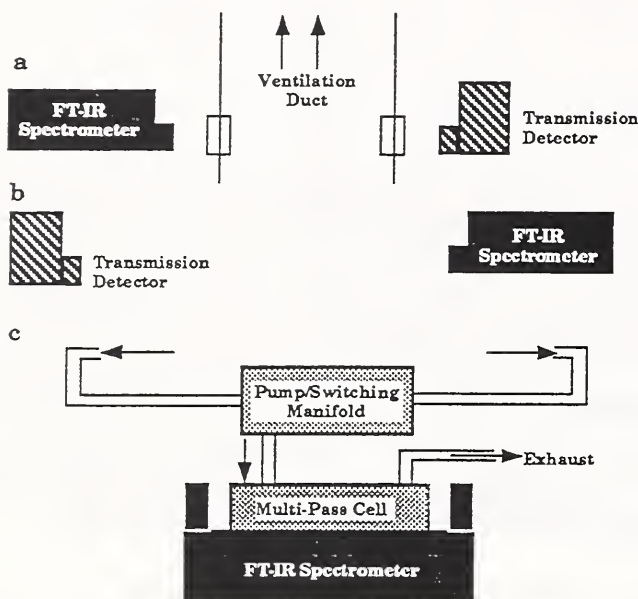 a
Ventilation
Duct
FT-IR
Spectrometer
Transmission
Detector
b
Transmission
Detector
FT-IR
Spectrometer
c
Pump/Switching
Manifold
Exhaust
Multi-Pass Cell
FT-IR Spectrometer